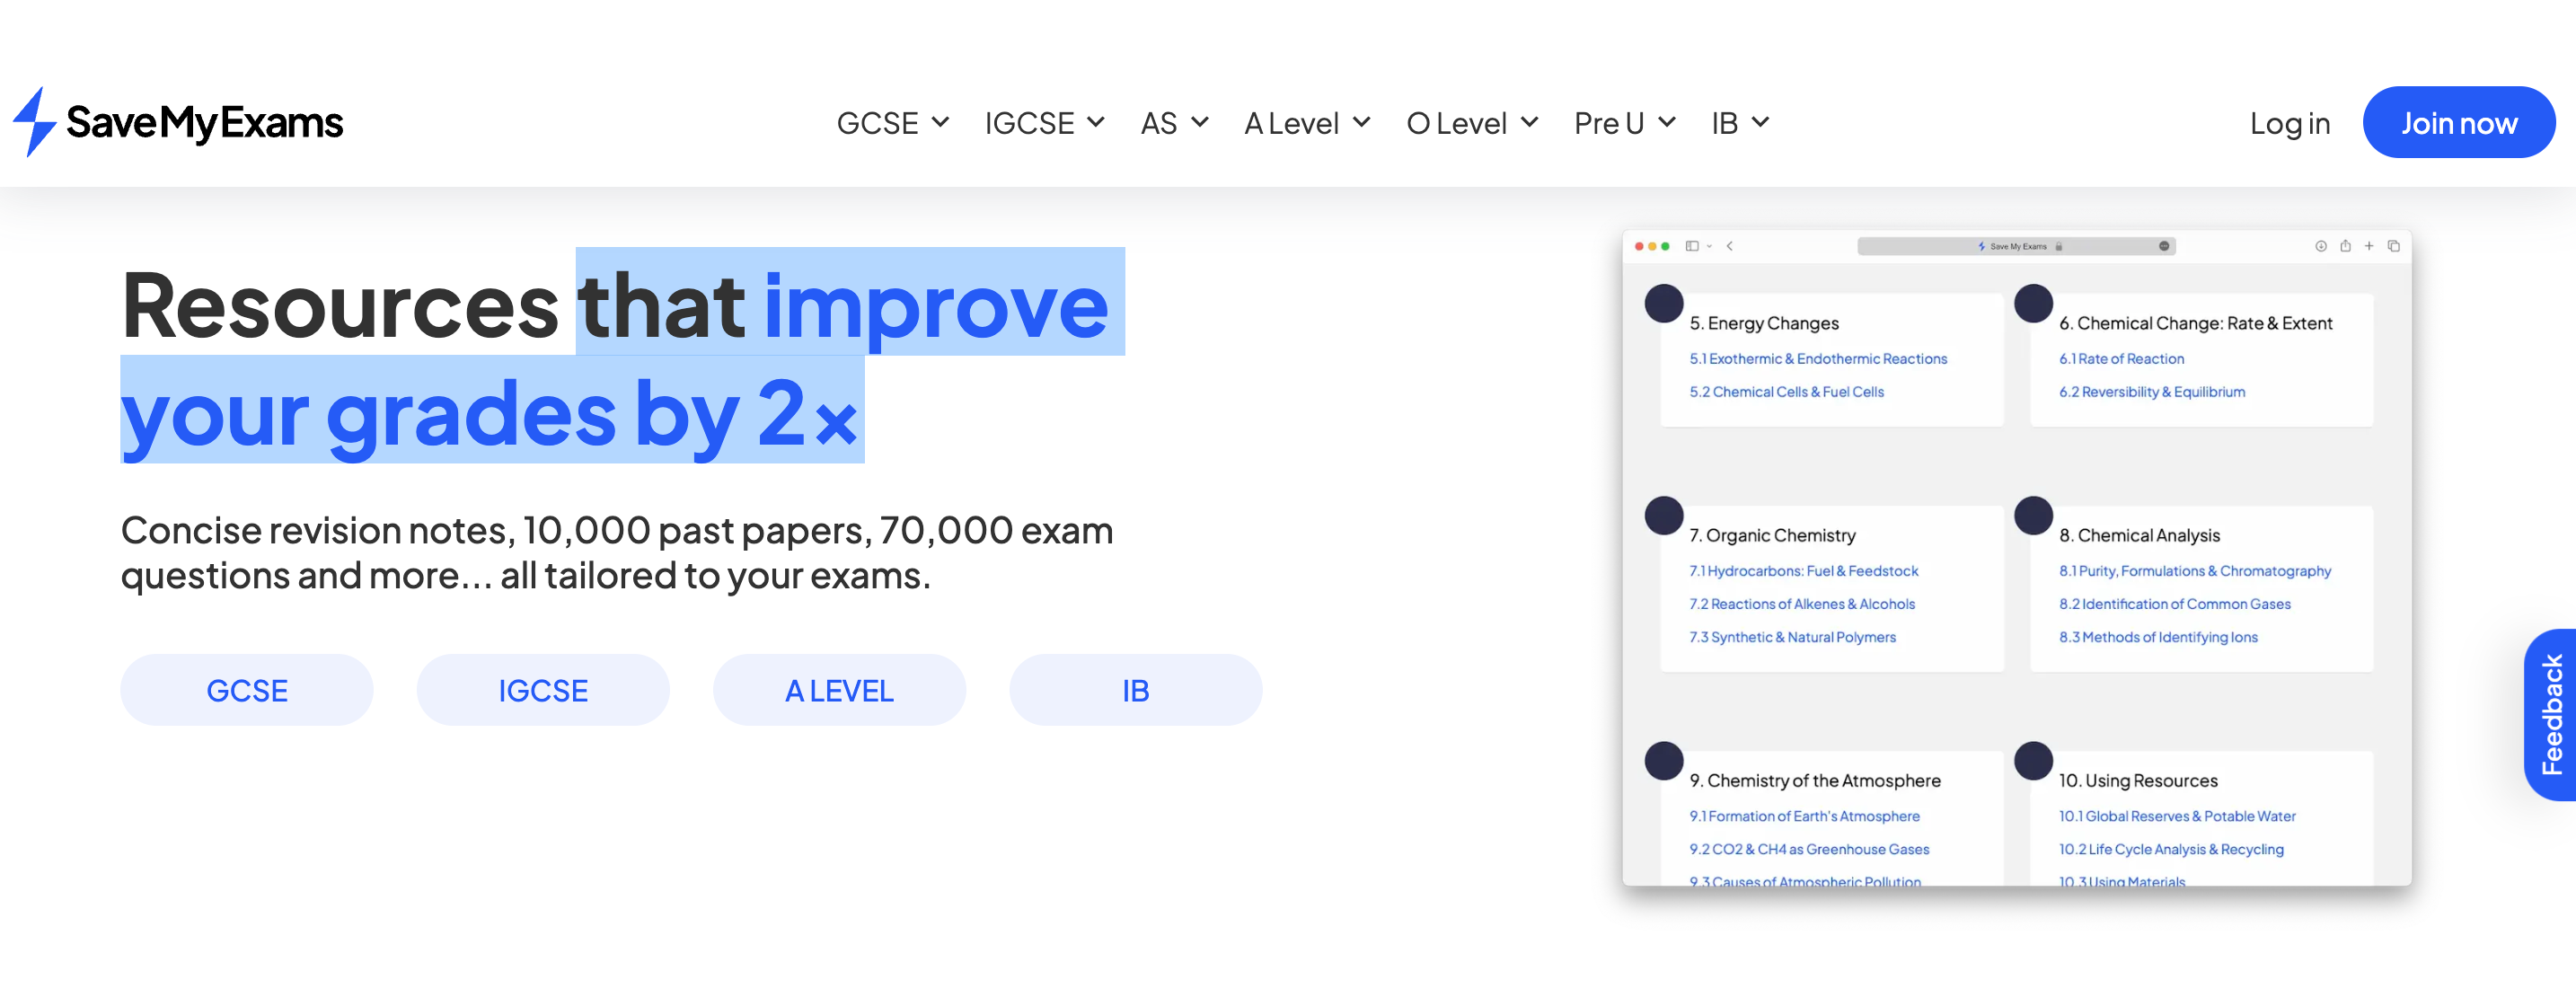 SaveMyExams
GCSE
IGCSE
AS
A Level
O Level
Pre U
IB
Log in
Join now
Resources that improve
your grades by 2×
Concise revision notes, 10,000 past papers, 70,000 exam
questions and more... all tailored to your exams.
GCSE
IGCSE
A LEVEL
IB
Save My Exams
5. Energy Changes
5.1 Exothermic & Endothermic Reactions
5.2 Chemical Cells & Fuel Cells
6. Chemical Change: Rate & Extent
6.1 Rate of Reaction
6.2 Reversibility & Equilibrium
7. Organic Chemistry
7.1 Hydrocarbons: Fuel & Feedstock
7.2 Reactions of Alkenes & Alcohols
7.3 Synthetic & Natural Polymers
8. Chemical Analysis
8.1 Purity, Formulations & Chromatography
8.2 Identification of Common Gases
8.3 Methods of Identifying Ions
9. Chemistry of the Atmosphere
9.1 Formation of Earth's Atmosphere
9.2 CO2 & CH4 as Greenhouse Gases
9.3 Causes of Atmospheric Pollution
10. Using Resources
10.1 Global Reserves & Potable Water
10.2 Life Cycle Analysis & Recycling
10.3 Using Materials
Feedback